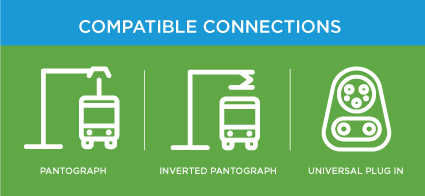 COMPATIBLE CONNECTIONS
PANTOGRAPH
INVERTED PANTOGRAPH
UNIVERSAL PLUG IN